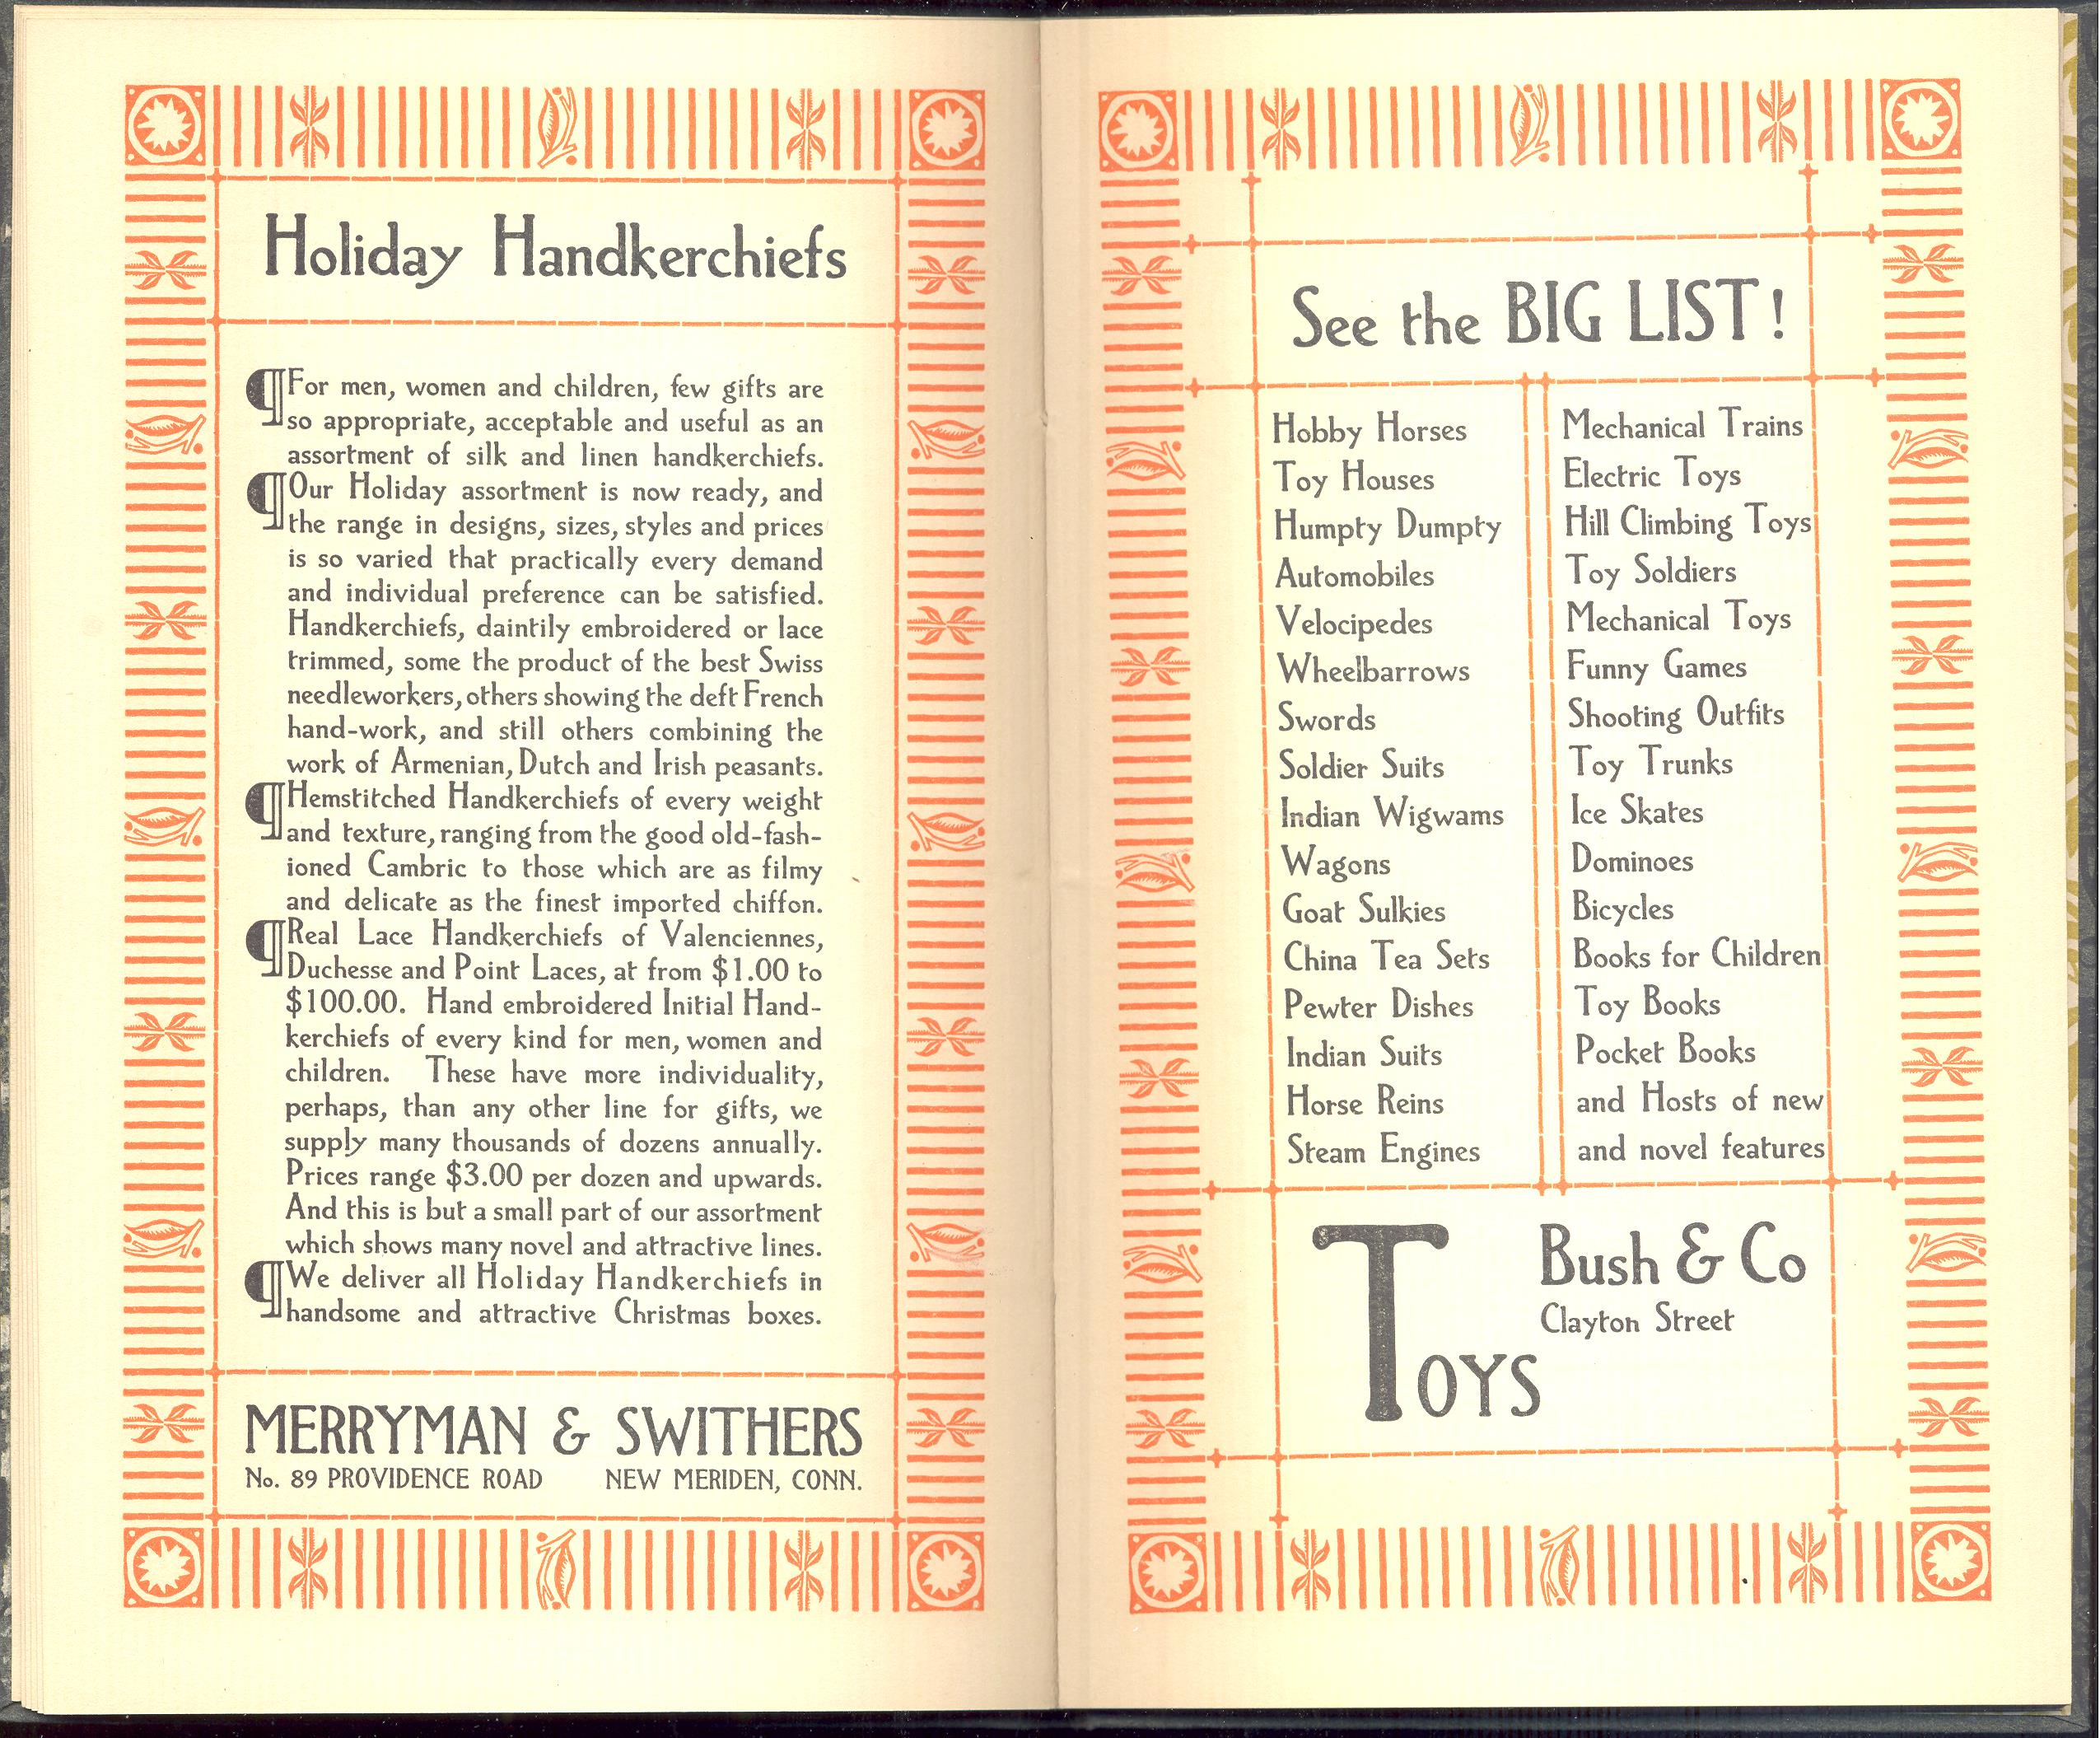 Holiday Handkerchiefs
¶For men, women and children, few gifts are
so appropriate, acceptable and useful as an
assortment of silk and linen handkerchiefs.
¶Our Holiday assortment is now ready, and
the range in designs, sizes, styles and prices
is so varied that practically every demand
and individual preference can be satisfied.
Handkerchiefs, daintily embroidered or lace
trimmed, some the product of the best Swiss
needleworkers, others showing the deft French
hand-work, and still others combining the
work of Armenian, Dutch and Irish peasants.
¶Hemstitched Handkerchiefs of every weight
and texture, ranging from the good old-fash-
ioned Cambric to those which are as filmy
and delicate as the finest imported chiffon.
¶Real Lace Handkerchiefs of Valenciennes,
Duchesse and Point Laces, at from $1.00 to
$100.00. Hand embroidered Initial Hand-
kerchiefs of every kind for men, women and
children. These have more individuality,
perhaps, than any other line for gifts, we
supply many thousands of dozens annually.
Prices range $3.00 per dozen and upwards.
And this is but a small part of our assortment
which shows many novel and attractive lines.
¶We deliver all Holiday Handkerchiefs in
handsome and attractive Christmas boxes.
MERRYMAN & SWITHERS
No. 89 PROVIDENCE ROAD NEW MERIDEN, CONN.
See the BIG LIST!
Hobby Horses
Toy Houses
Humpty Dumpty
Automobiles
Velocipedes
Wheelbarrows
Swords
Soldier Suits
Indian Wigwams
Wagons
Goat Sulkies
China Tea Sets
Pewter Dishes
Indian Suits
Horse Reins
Steam Engines
Mechanical Trains
Electric Toys
Hill Climbing Toys
Toy Soldiers
Mechanical Toys
Funny Games
Shooting Outfits
Toy Trunks
Ice Skates
Dominoes
Bicycles
Books for Children
Toy Books
Pocket Books
and Hosts of new
and novel features
TOYS
Bush & Co
Clayton Street